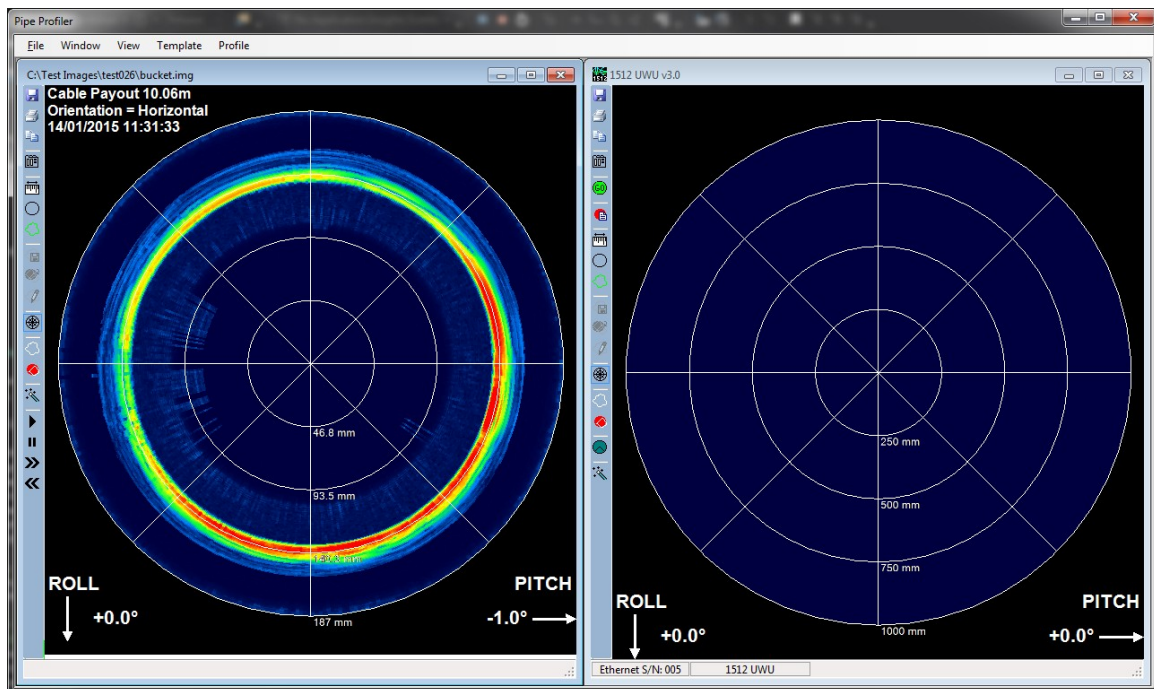 Pipe Profiler
File Window View Template Profile
C:\Test Images\test026\bucket.img
Cable Payout 10.06m
Orientation = Horizontal
14/01/2015 11:31:33
46.8 mm
93.5 mm
187 mm
ROLL
+0.0°
PITCH
-1.0°
1512 UWU v3.0
GO
250 mm
500 mm
750 mm
1000 mm
ROLL
+0.0°
PITCH
+0.0°
Ethernet S/N: 005
1512 UWU